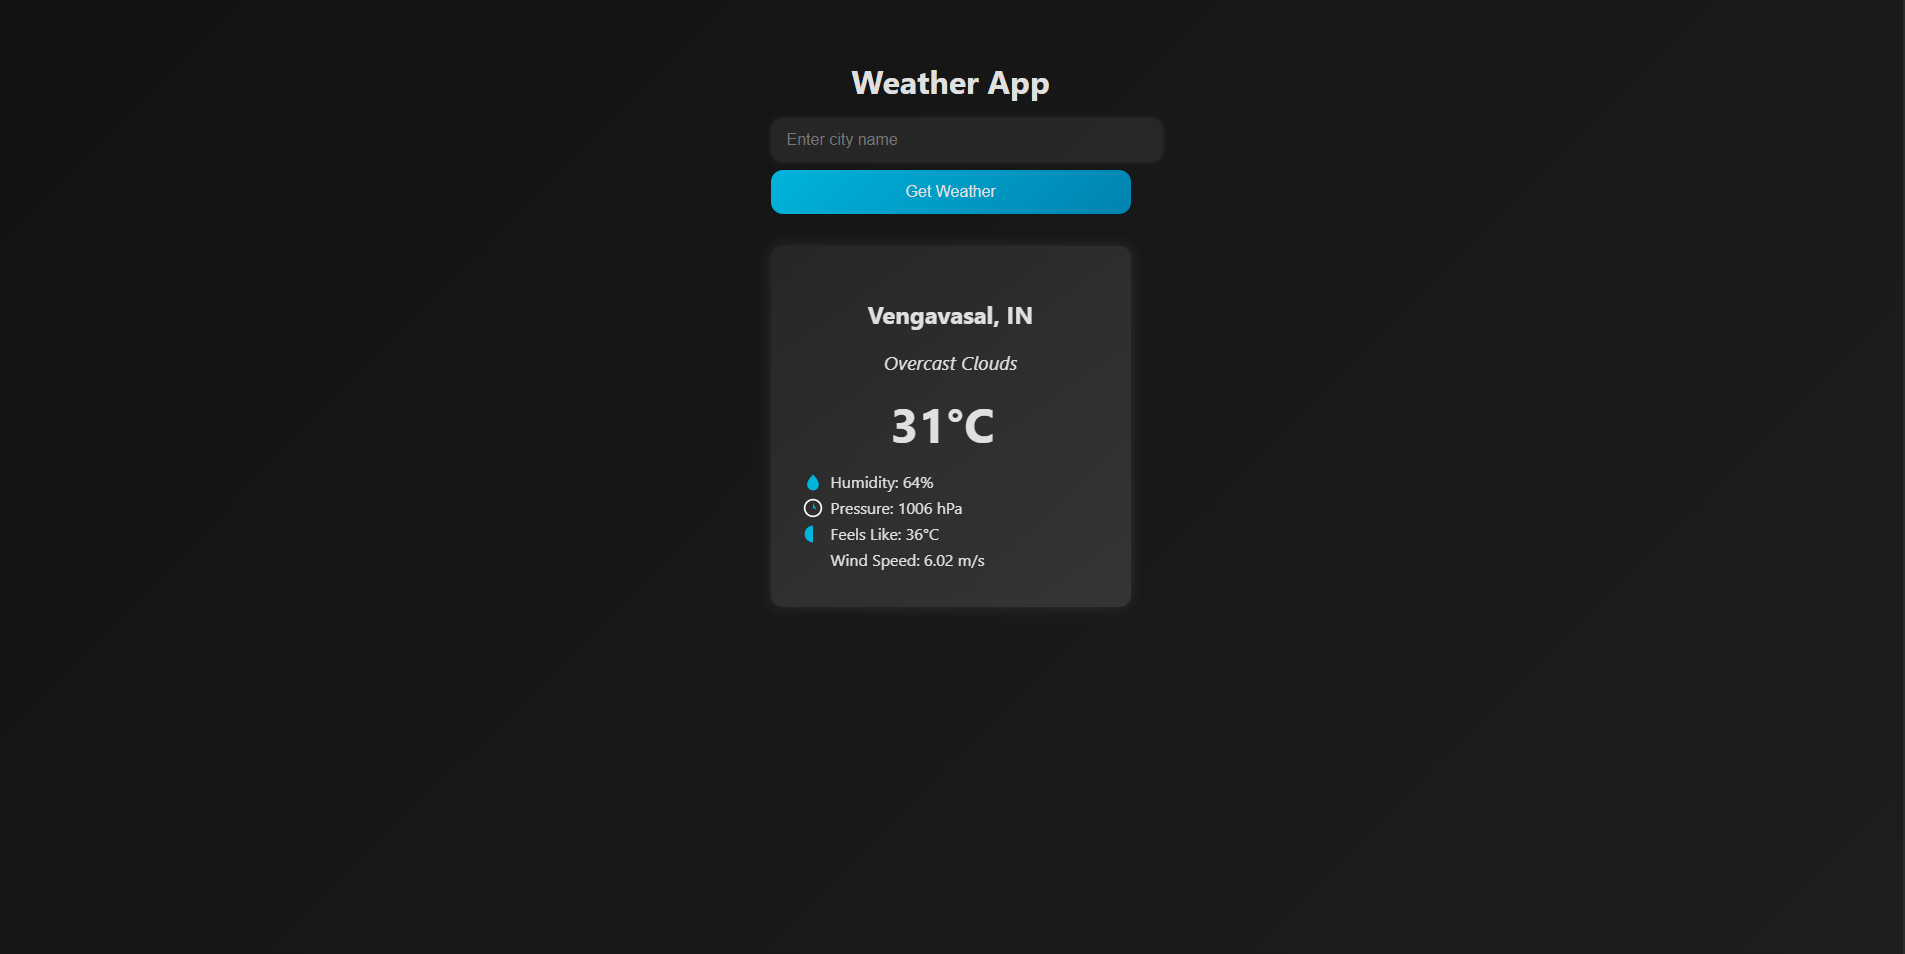 Weather App
Enter city name
Get Weather
Vengavasal, IN
Overcast Clouds
31°C
Humidity: 64%
Pressure: 1006 hPa
Feels Like: 36°C
Wind Speed: 6.02 m/s